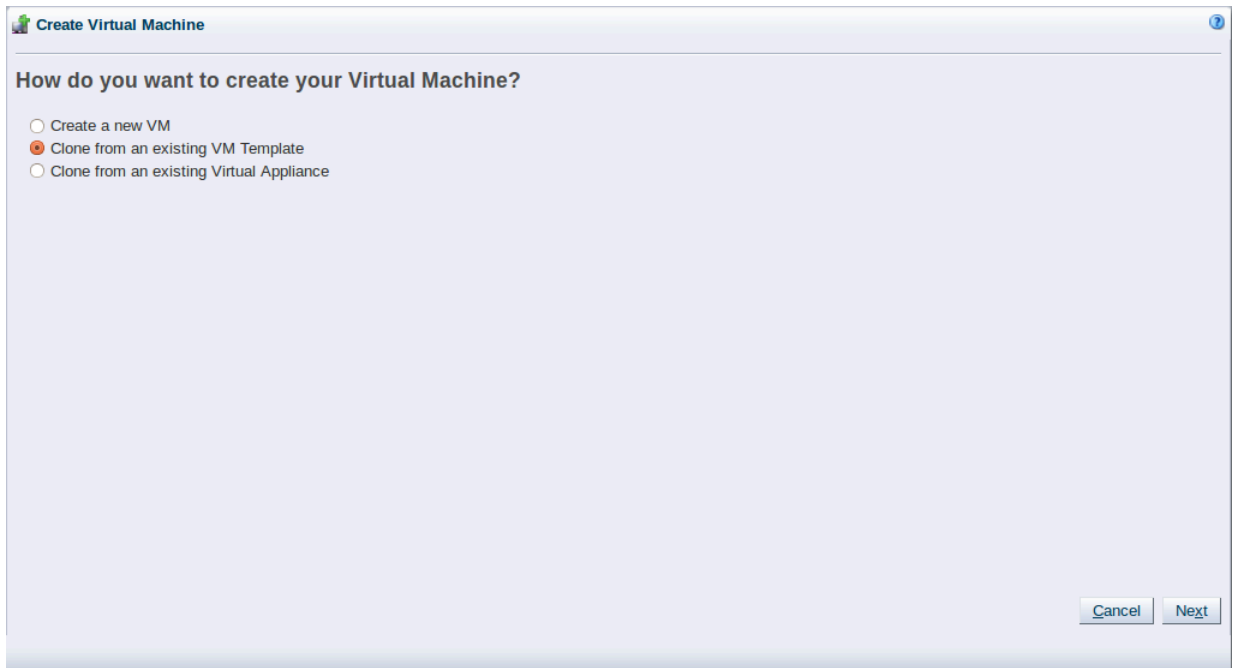 Create Virtual Machine
?
How do you want to create your Virtual Machine?
Create a new VM
Clone from an existing VM Template
Clone from an existing Virtual Appliance
Cancel Next